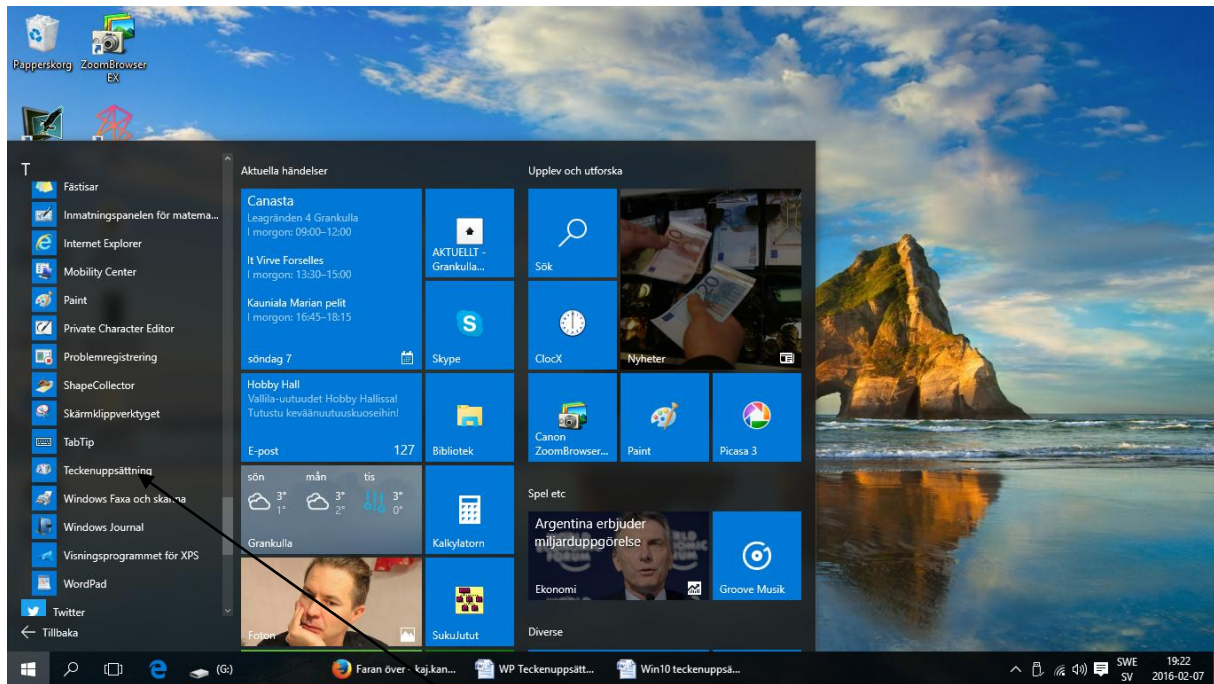 Papperskorg
ZoomBrowser
EX
T
Fästisar
Inmatningspanelen för matema...
Internet Explorer
Mobility Center
Paint
Private Character Editor
Problemregistrering
ShapeCollector
Skärmklippverktyget
TabTip
Teckenuppsättning
Windows Faxa och skanna
Windows Journal
Visningsprogrammet för XPS
WordPad
Twitter
Tillbaka
Aktuella händelser
Canasta
Leagränden 4 Grankulla
I morgon: 09:00–12:00
It Virve Forselles
I morgon: 13:30–15:00
Kauniala Marian pelit
I morgon: 16:45–18:15
söndag 7
AKTUELLT -
Grankulla...
Skype
Hobby Hall
Vallila-uutuudet Hobby Hallissa!
Tutustu keväänuutuuskuoseihin!
E-post 127
Bibliotek
sön mån tis
3° 3° 3°
1° 2° 0°
Grankulla
Kalkylatorn
Foton
SukuJutut
Upplev och utforska
Sök
ClocX
Nyheter
Canon
ZoomBrowser...
Paint
Picasa 3
Spel etc
Argentina erbjuder
miljarduppgörelse
Ekonomi
Groove Musik
Diverse
(G:)
Faran över - kaj.kan...
WP Teckenuppsätt...
Win10 teckenuppsä...
SWE
SV
19:22
2016-02-07